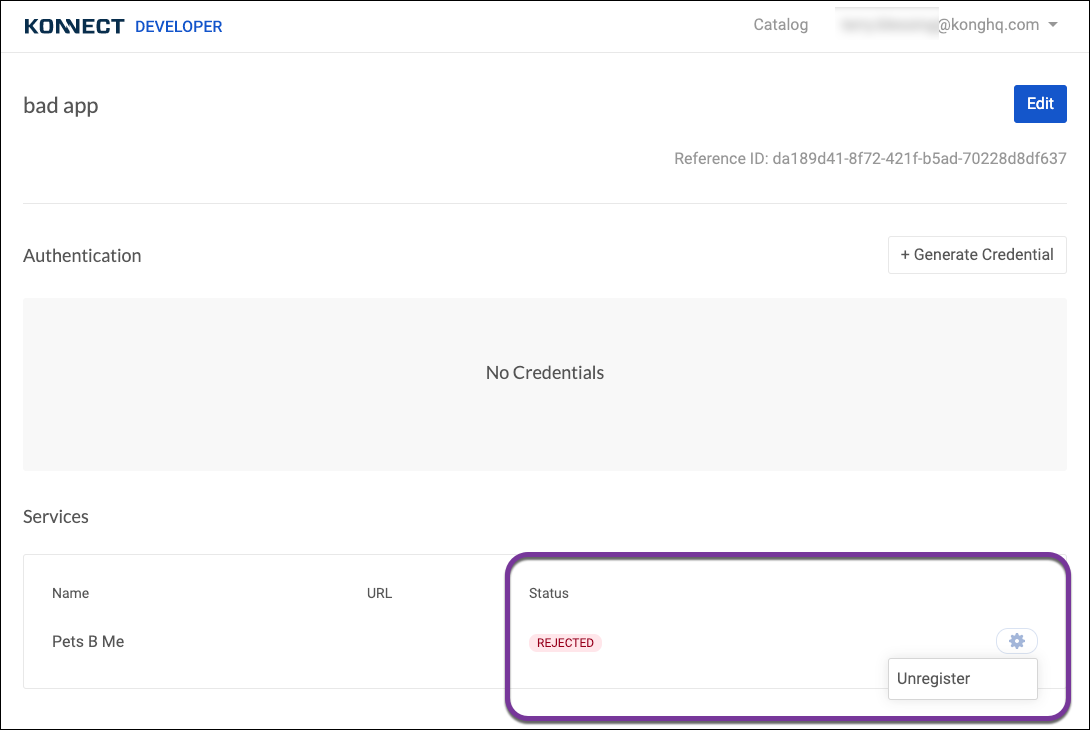 KONNECT DEVELOPER
Catalog
@konghq.com
bad app
Edit
Reference ID: da189d41-8f72-421f-b5ad-70228d8df637
Authentication
+ Generate Credential
No Credentials
Services
Name URL Status
Pets B Me REJECTED
Unregister